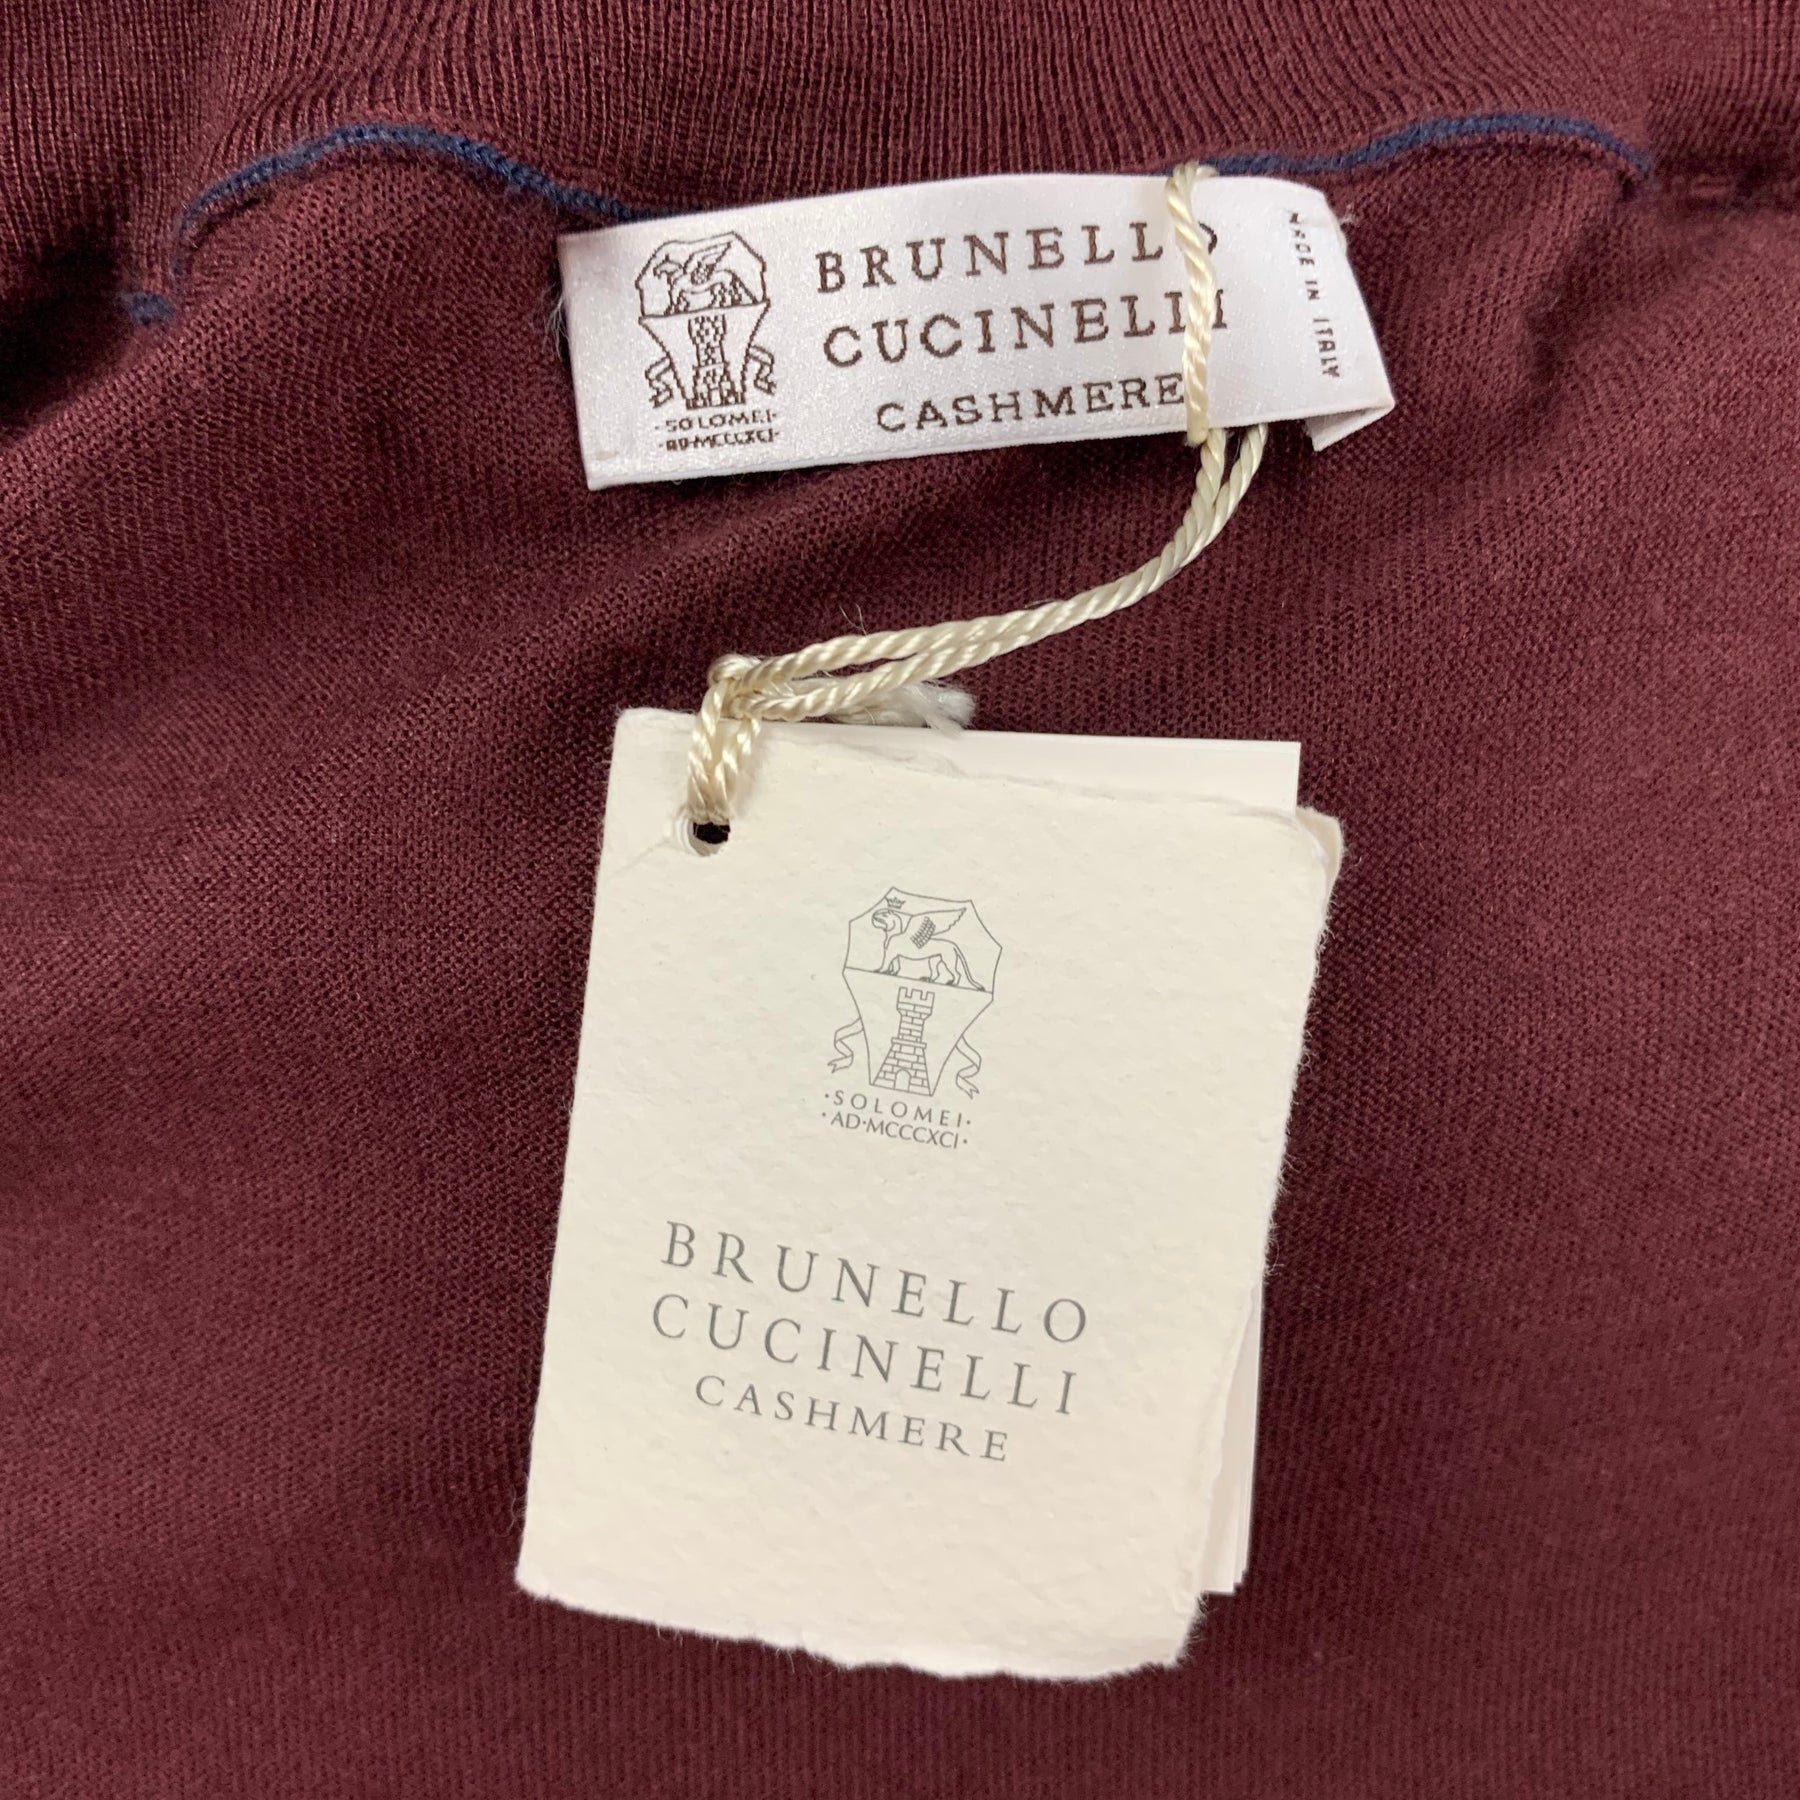 BRUNELLO
CUCINELLI
CASHMERE
MADE IN ITALY
·SOLOMEI·
·AD·MCCCXCI·
·SOLOMEI·
·AD·MCCCXCI·
BRUNELLO
CUCINELLI
CASHMERE